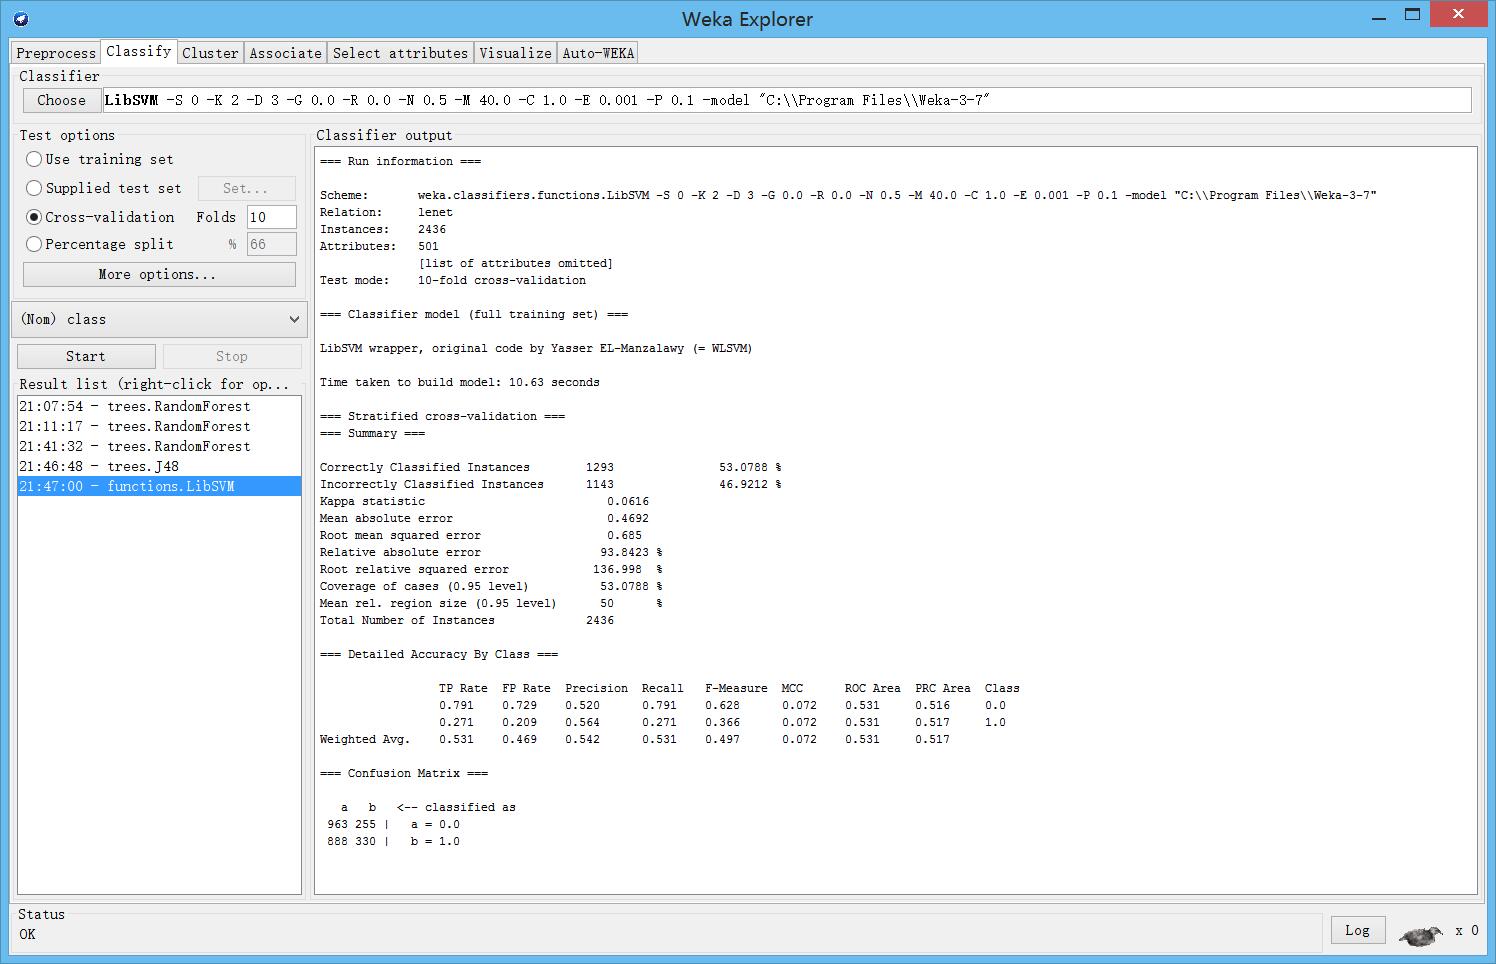 Weka Explorer
Preprocess Classify Cluster Associate Select attributes Visualize Auto-WEKA
Classifier
Choose LibSVM -S 0 -K 2 -D 3 -G 0.0 -R 0.0 -N 0.5 -M 40.0 -C 1.0 -E 0.001 -P 0.1 -model "C:\\Program Files\\Weka-3-7"
Test options
Use training set
Supplied test set Set...
Cross-validation Folds 10
Percentage split % 66
More options...
(Nom) class
Start Stop
Result list (right-click for op...
21:07:54 - trees.RandomForest
21:11:17 - trees.RandomForest
21:41:32 - trees.RandomForest
21:46:48 - trees.J48
21:47:00 - functions.LibSVM
Classifier output
=== Run information ===
Scheme: weka.classifiers.functions.LibSVM -S 0 -K 2 -D 3 -G 0.0 -R 0.0 -N 0.5 -M 40.0 -C 1.0 -E 0.001 -P 0.1 -model "C:\\Program Files\\Weka-3-7"
Relation: lenet
Instances: 2436
Attributes: 501
[list of attributes omitted]
Test mode: 10-fold cross-validation
=== Classifier model (full training set) ===
LibSVM wrapper, original code by Yasser EL-Manzalawy (= WLSVM)
Time taken to build model: 10.63 seconds
=== Stratified cross-validation ===
=== Summary ===
Correctly Classified Instances 1293 53.0788 %
Incorrectly Classified Instances 1143 46.9212 %
Kappa statistic 0.0616
Mean absolute error 0.4692
Root mean squared error 0.685
Relative absolute error 93.8423 %
Root relative squared error 136.998 %
Coverage of cases (0.95 level) 53.0788 %
Mean rel. region size (0.95 level) 50 %
Total Number of Instances 2436
=== Detailed Accuracy By Class ===
TP Rate FP Rate Precision Recall F-Measure MCC ROC Area PRC Area Class
0.791 0.729 0.520 0.791 0.628 0.072 0.531 0.516 0.0
0.271 0.209 0.564 0.271 0.366 0.072 0.531 0.517 1.0
Weighted Avg. 0.531 0.469 0.542 0.531 0.497 0.072 0.531 0.517
=== Confusion Matrix ===
a b <-- classified as
963 255 | a = 0.0
888 330 | b = 1.0
Status
OK
Log x 0